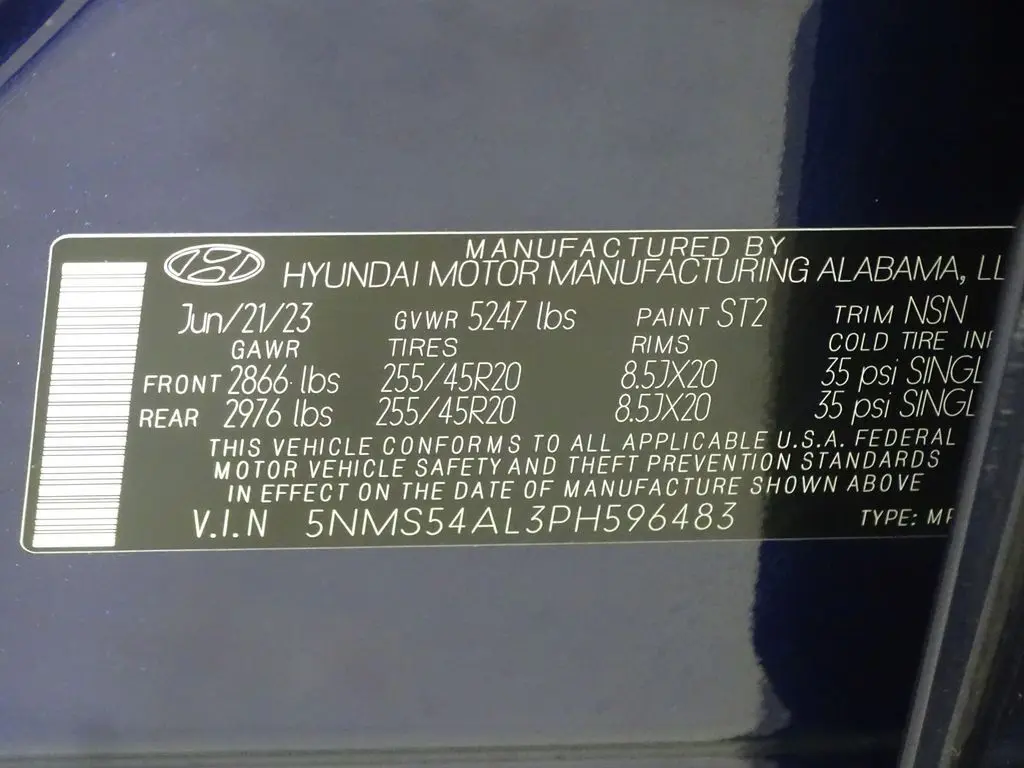 MANUFACTURED BY
HYUNDAI MOTOR MANUFACTURING ALABAMA, LL
Jun/21/23 GVWR 5247 lbs PAINT ST2 TRIM NSN
GAWR TIRES RIMS COLD TIRE INF
FRONT 2866 lbs 255/45R20 8.5JX20 35 psi SINGL
REAR 2976 lbs 255/45R20 8.5JX20 35 psi SINGL
THIS VEHICLE CONFORMS TO ALL APPLICABLE U.S.A. FEDERAL
MOTOR VEHICLE SAFETY AND THEFT PREVENTION STANDARDS
IN EFFECT ON THE DATE OF MANUFACTURE SHOWN ABOVE
V.I.N 5NMS54AL3PH596483 TYPE: MP